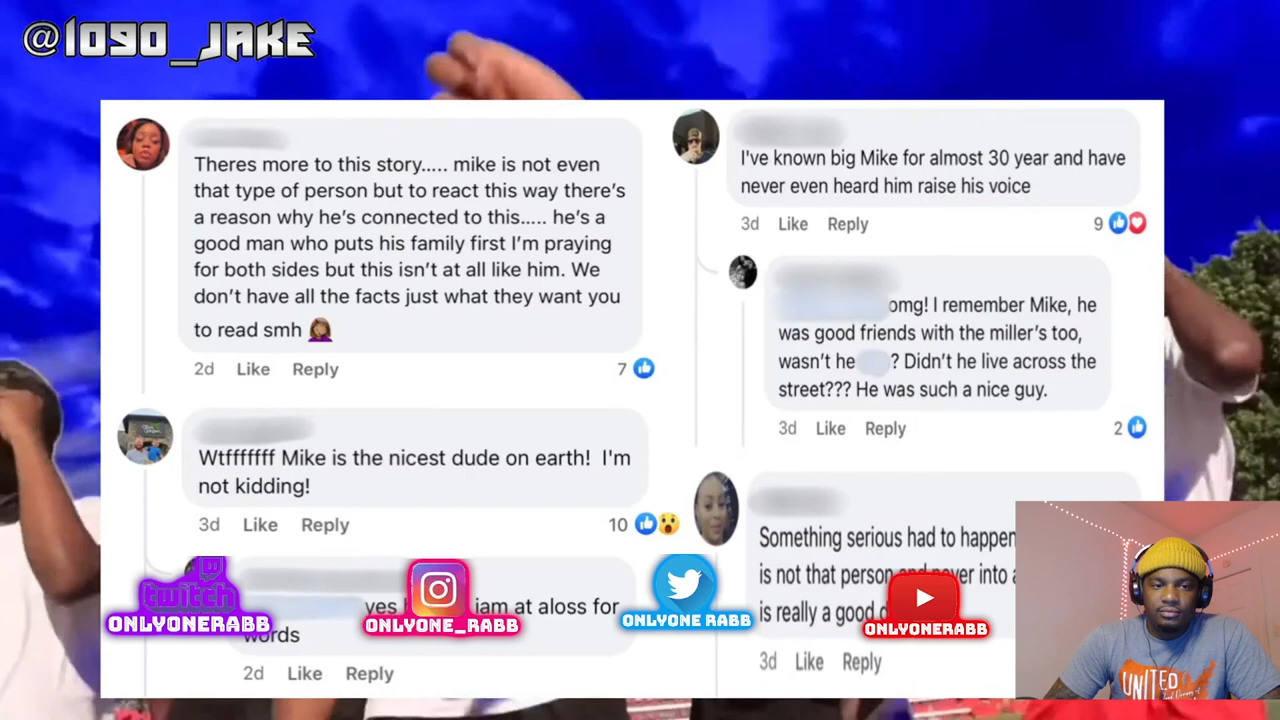 @1090_JAKE
Theres more to this story..... mike is not even
that type of person but to react this way there's
a reason why he's connected to this..... he's a
good man who puts his family first I'm praying
for both sides but this isn't at all like him. We
don't have all the facts just what they want you
to read smh
2d Like Reply 7
Wtfffffff Mike is the nicest dude on earth! I'm
not kidding!
3d Like Reply 10
yes iam at aloss for
words
2d Like Reply
I've known big Mike for almost 30 year and have
never even heard him raise his voice
3d Like Reply 9
omg! I remember Mike, he
was good friends with the miller's too,
wasn't he ? Didn't he live across the
street??? He was such a nice guy.
3d Like Reply 2
Something serious had to happen
is not that person and never into
is really a good
3d Like Reply
twitch
ONLYONERABB
ONLYONE_RABB
ONLYONE RABB
ONLYONERABB
UNITED